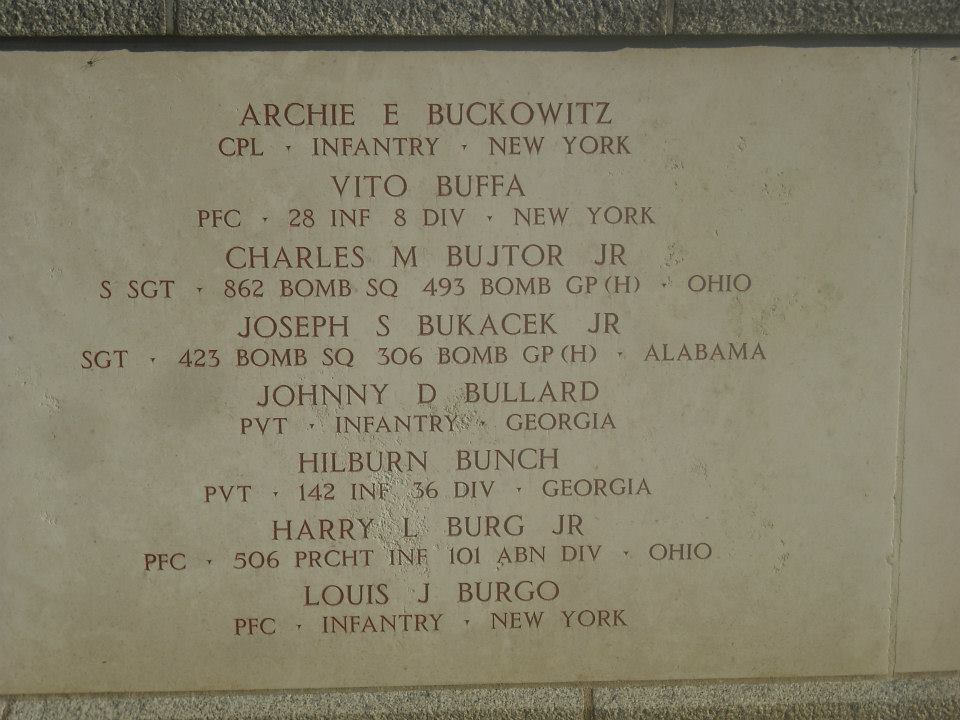 ARCHIE E BUCKOWITZ
CPL · INFANTRY · NEW YORK
VITO BUFFA
PFC · 28 INF 8 DIV · NEW YORK
CHARLES M BUJTOR JR
S SGT · 862 BOMB SQ 493 BOMB GP (H) · OHIO
JOSEPH S BUKACEK JR
SGT · 423 BOMB SQ 306 BOMB GP (H) · ALABAMA
JOHNNY D BULLARD
PVT · INFANTRY · GEORGIA
HILBURN BUNCH
PVT · 142 INF 36 DIV · GEORGIA
HARRY L BURG JR
PFC · 506 PRCHT INF 101 ABN DIV · OHIO
LOUIS J BURGO
PFC · INFANTRY · NEW YORK